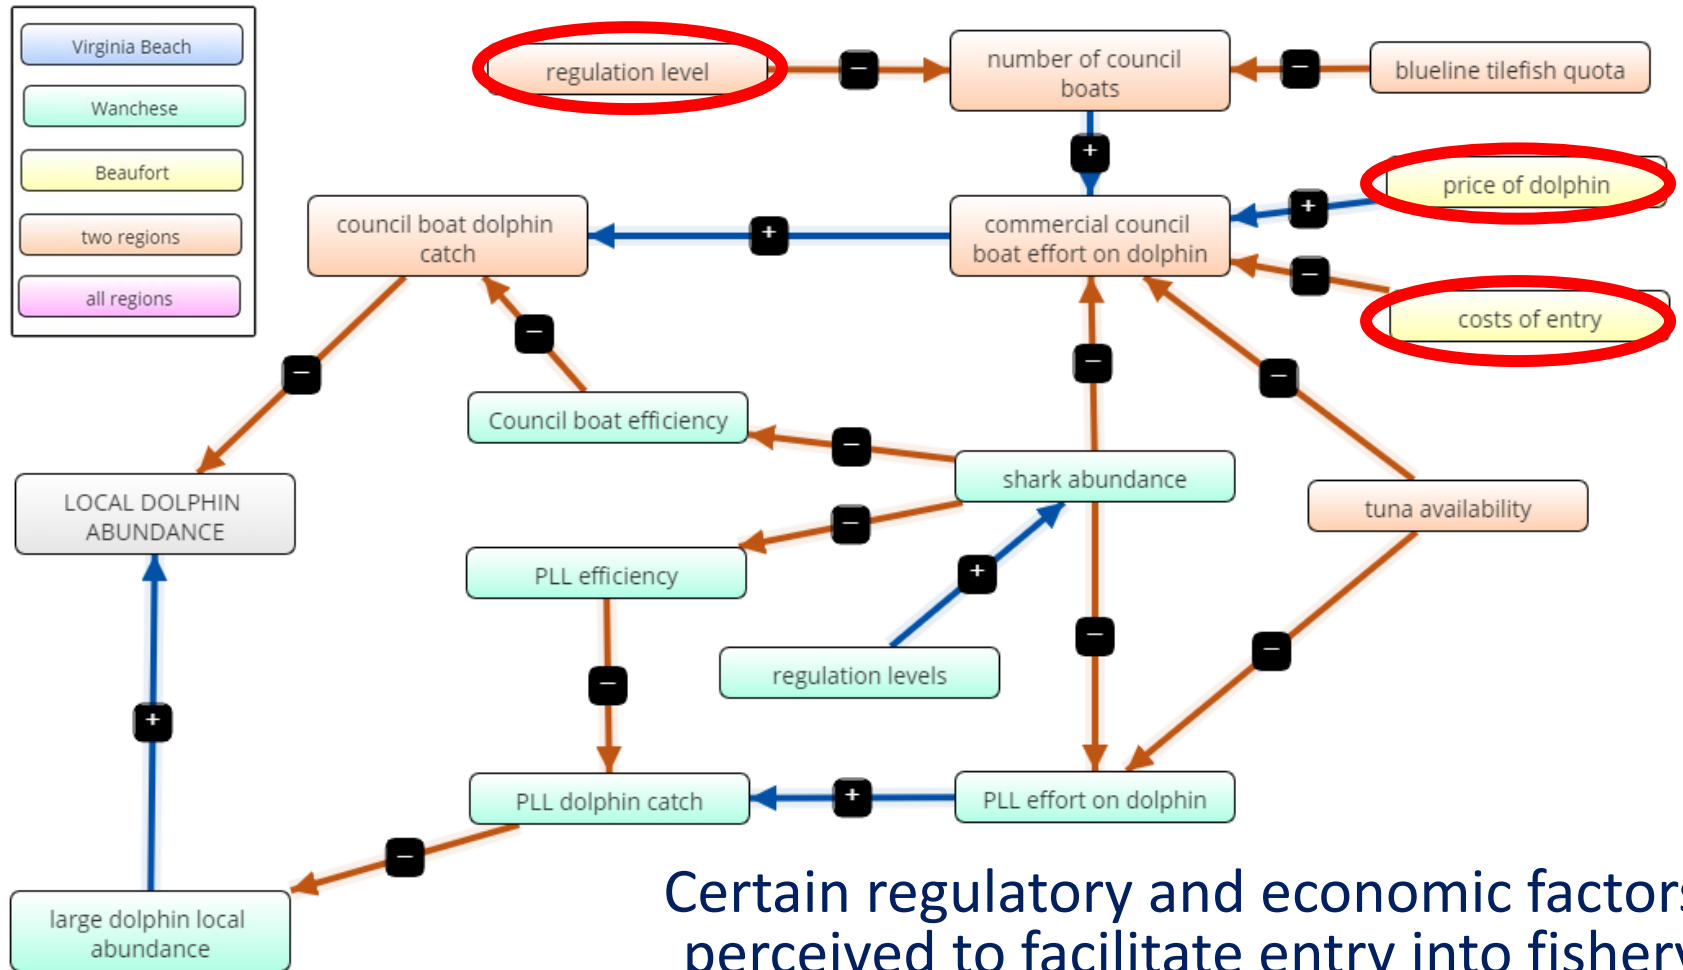 Virginia Beach
Wanchese
Beaufort
two regions
all regions
regulation level
−
number of council
boats
−
blueline tilefish quota
+
price of dolphin
+
council boat dolphin
catch
+
commercial council
boat effort on dolphin
−
costs of entry
−
−
−
−
Council boat efficiency
−
shark abundance
LOCAL DOLPHIN
ABUNDANCE
−
tuna availability
PLL efficiency
+
−
−
regulation levels
−
+
PLL dolphin catch
+
PLL effort on dolphin
−
large dolphin local
abundance
Certain regulatory and economic factors
perceived to facilitate entry into fishery